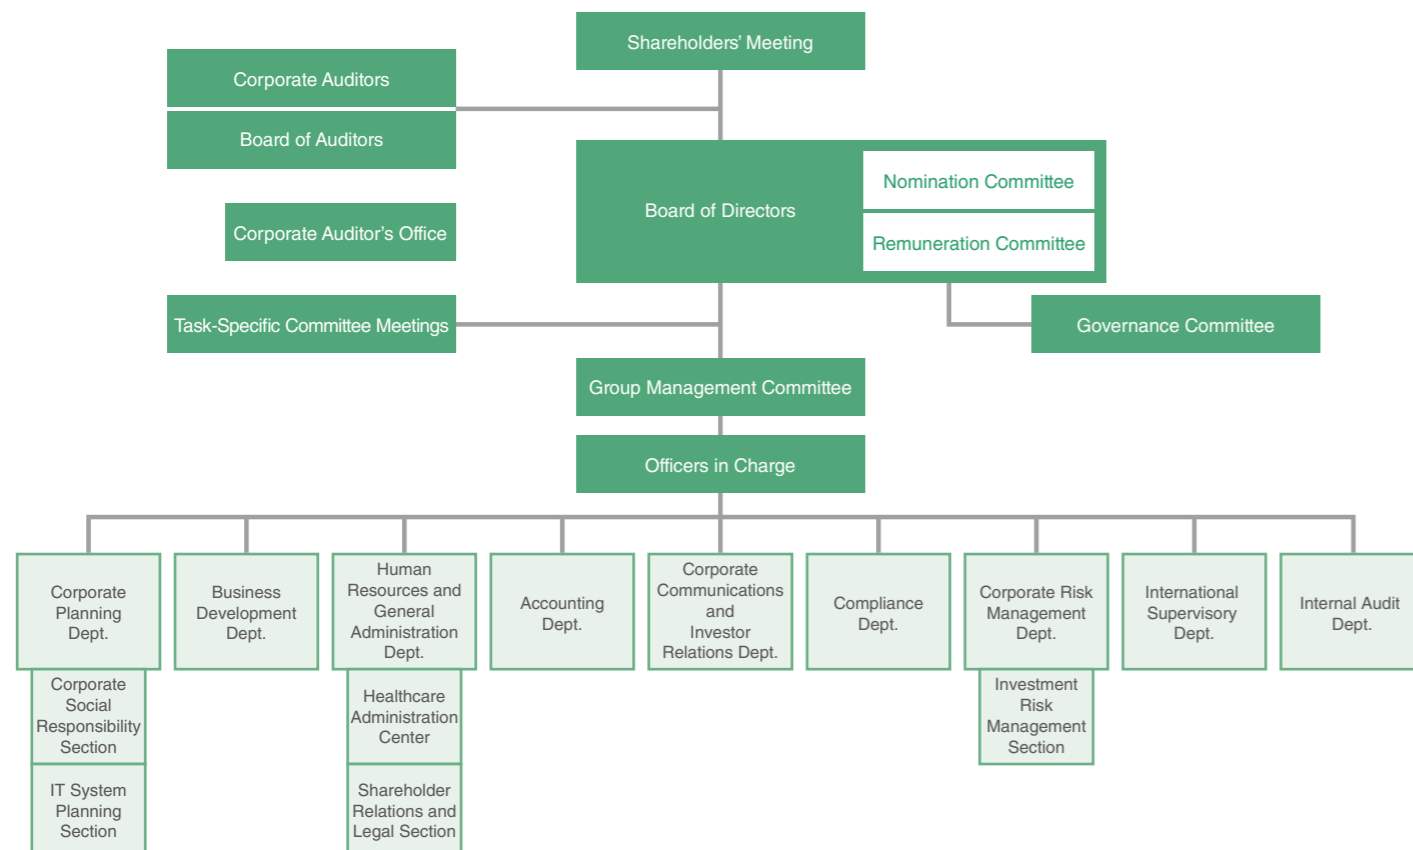 Shareholders’ Meeting
Corporate Auditors
Board of Auditors
Nomination Committee
Board of Directors
Remuneration Committee
Corporate Auditor’s Office
Task-Specific Committee Meetings
Governance Committee
Group Management Committee
Officers in Charge
Corporate
Planning
Dept.
Business
Development
Dept.
Human
Resources and
General
Administration
Dept.
Accounting
Dept.
Corporate
Communications
and
Investor
Relations Dept.
Compliance
Dept.
Corporate Risk
Management
Dept.
International
Supervisory
Dept.
Internal Audit
Dept.
Corporate
Social
Responsibility
Section
Healthcare
Administration
Center
Investment
Risk
Management
Section
IT System
Planning
Section
Shareholder
Relations and
Legal Section